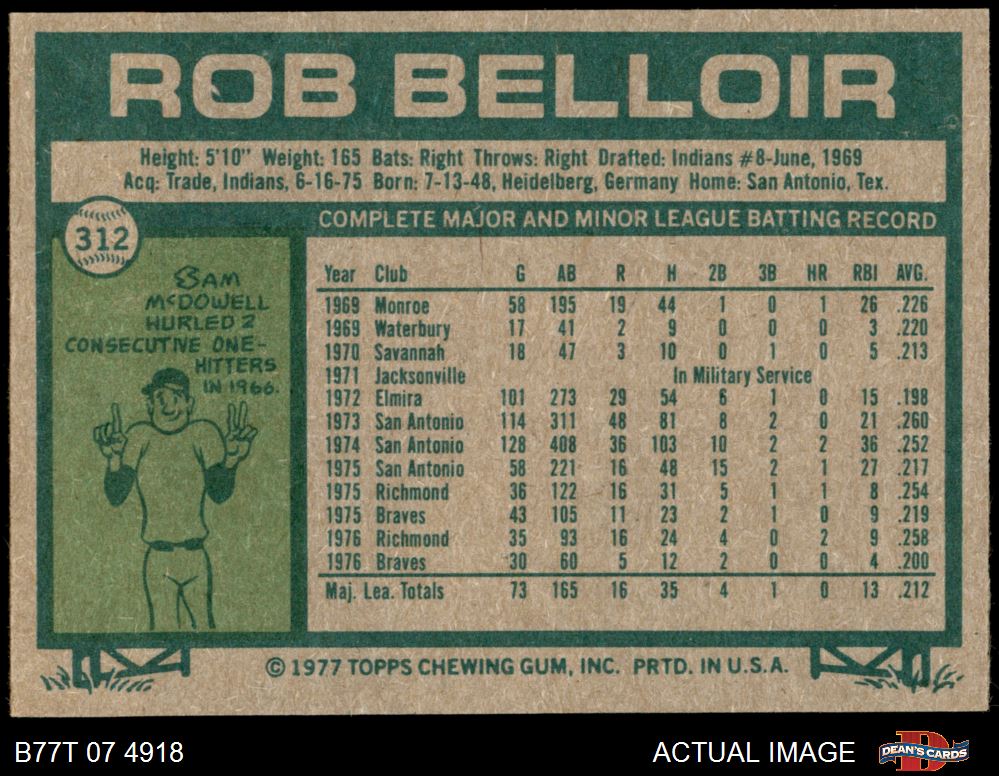 ROB BELLOIR
Height: 5'10" Weight: 165 Bats: Right Throws: Right Drafted: Indians #8-June, 1969
Acq: Trade, Indians, 6-16-75 Born: 7-13-48, Heidelberg, Germany Home: San Antonio, Tex.
312
SAM
McDOWELL
HURLED 2
CONSECUTIVE ONE-
HITTERS
IN 1966.
COMPLETE MAJOR AND MINOR LEAGUE BATTING RECORD
Year Club G AB R H 2B 3B HR RBI AVG.
1969 Monroe 58 195 19 44 1 0 1 26 .226
1969 Waterbury 17 41 2 9 0 0 0 3 .220
1970 Savannah 18 47 3 10 0 1 0 5 .213
1971 Jacksonville In Military Service
1972 Elmira 101 273 29 54 6 1 0 15 .198
1973 San Antonio 114 311 48 81 8 2 0 21 .260
1974 San Antonio 128 408 36 103 10 2 2 36 .252
1975 San Antonio 58 221 16 48 15 2 1 27 .217
1975 Richmond 36 122 16 31 5 1 1 8 .254
1975 Braves 43 105 11 23 2 1 0 9 .219
1976 Richmond 35 93 16 24 4 0 2 9 .258
1976 Braves 30 60 5 12 2 0 0 4 .200
Maj. Lea. Totals 73 165 16 35 4 1 0 13 .212
© 1977 TOPPS CHEWING GUM, INC. PRTD. IN U.S.A.
B77T 07 4918
ACTUAL IMAGE
D
DEAN'S CARDS